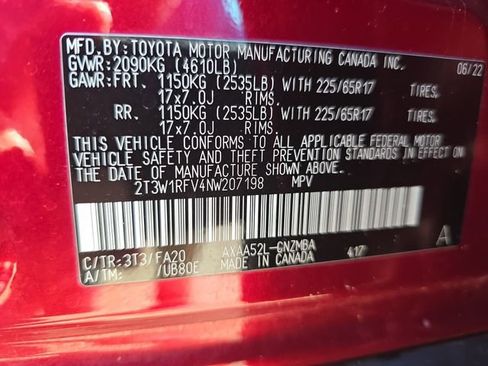 MFD. BY: TOYOTA MOTOR MANUFACTURING CANADA INC.
GVWR: 2090KG (4610LB) 06/22
GAWR: FRT. 1150KG (2535LB) WITH 225/65R17 TIRES,
17x7.0J RIMS,
RR. 1150KG (2535LB) WITH 225/65R17 TIRES,
17x7.0J RIMS.
THIS VEHICLE CONFORMS TO ALL APPLICABLE FEDERAL MOTOR
VEHICLE SAFETY AND THEFT PREVENTION STANDARDS IN EFFECT ON
THE DATE OF MANUFACTURE SHOWN ABOVE.
2T3W1RFV4NW207198 MPV
C/TR: 3T3/FA20 AXAA52L-CNZMBA 417 A
A/TM: /UB80E MADE IN CANADA